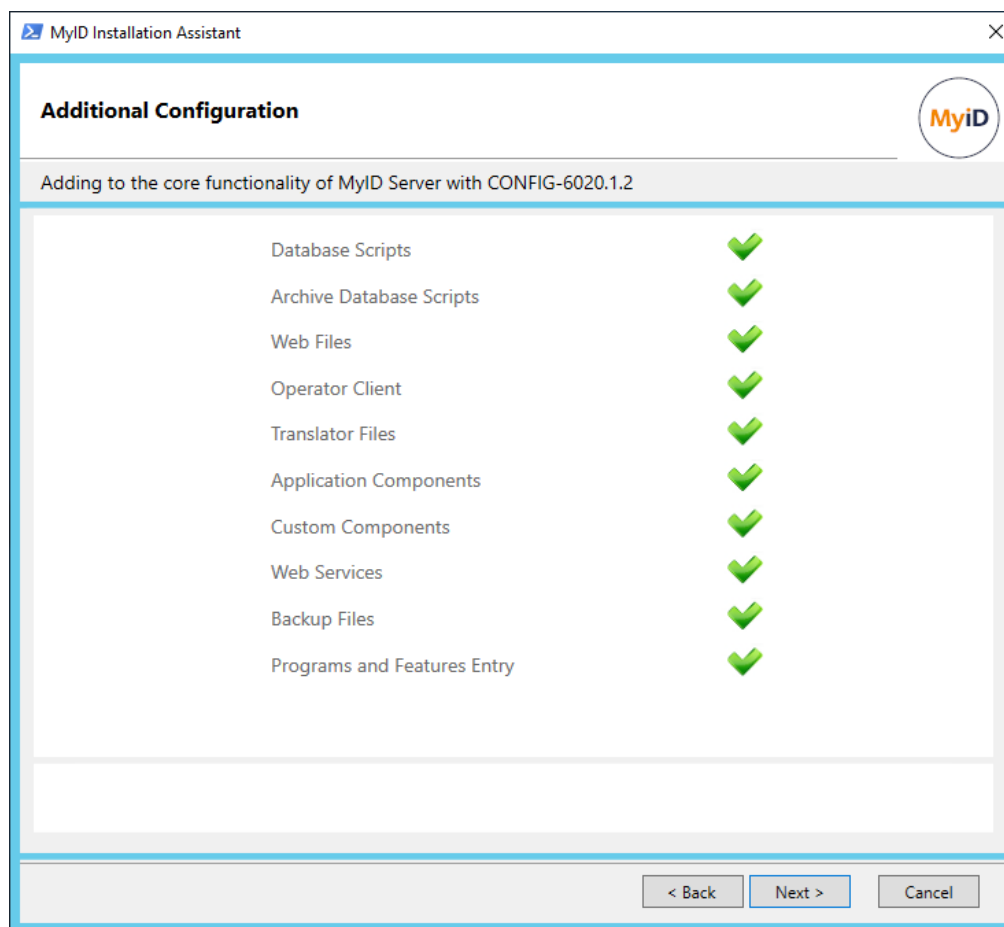 MyID Installation Assistant
Additional Configuration
MyiD
Adding to the core functionality of MyID Server with CONFIG-6020.1.2
Database Scripts
Archive Database Scripts
Web Files
Operator Client
Translator Files
Application Components
Custom Components
Web Services
Backup Files
Programs and Features Entry
< Back Next > Cancel